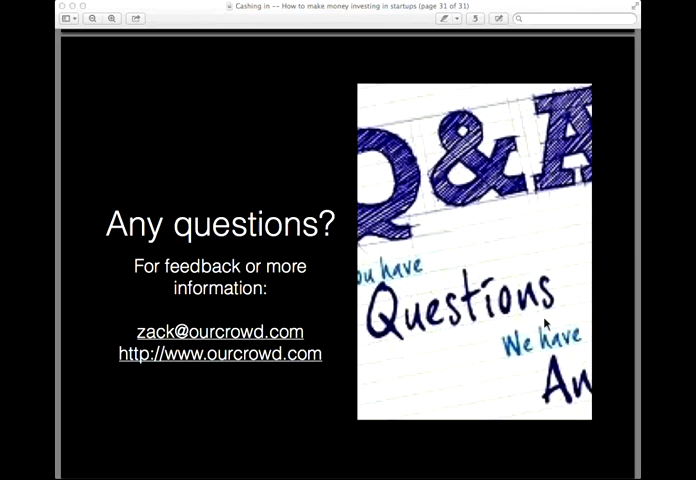 Cashing in -- How to make money investing in startups (page 31 of 31)
Q&A
Any questions?
For feedback or more
information:
zack@ourcrowd.com
http://www.ourcrowd.com
ou have
Questions
We have
An